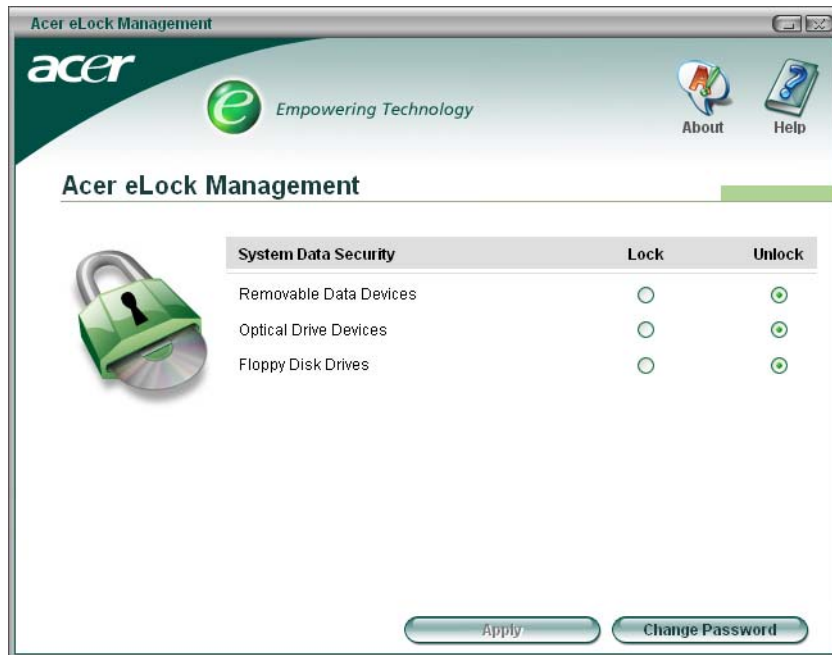 Acer eLock Management
acer
e Empowering Technology
About Help
Acer eLock Management
System Data Security Lock Unlock
Removable Data Devices
Optical Drive Devices
Floppy Disk Drives
Apply Change Password